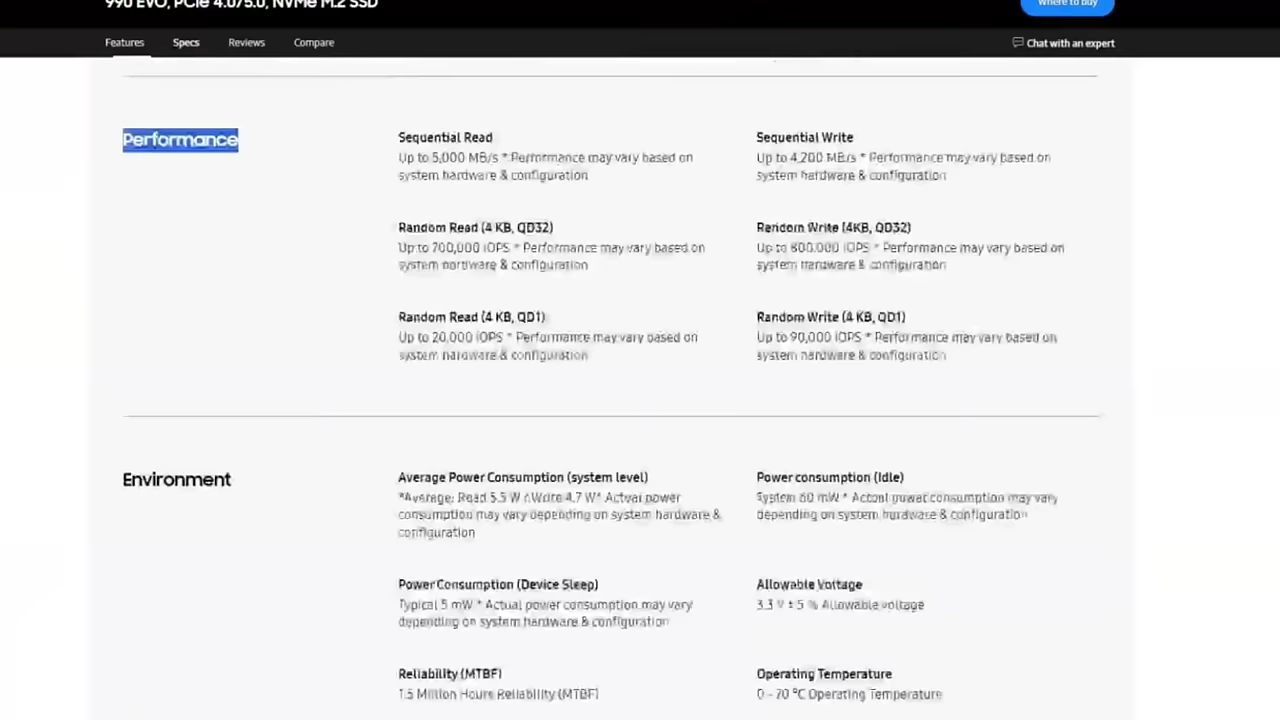 990 EVO, PCIe 4.0/5.0, NVMe M.2 SSD
Where to buy
Features Specs Reviews Compare
Chat with an expert
Performance
Sequential Read
Up to 5,000 MB/s * Performance may vary based on
system hardware & configuration
Sequential Write
Up to 4,200 MB/s * Performance may vary based on
system hardware & configuration
Random Read (4 KB, QD32)
Up to 700,000 IOPS * Performance may vary based on
system hardware & configuration
Random Write (4KB, QD32)
Up to 800,000 IOPS * Performance may vary based on
system hardware & configuration
Random Read (4 KB, QD1)
Up to 20,000 IOPS * Performance may vary based on
system hardware & configuration
Random Write (4 KB, QD1)
Up to 90,000 IOPS * Performance may vary based on
system hardware & configuration
Environment
Average Power Consumption (system level)
*Average: Read 5.5 W / Write 4.7 W* Actual power
consumption may vary depending on system hardware &
configuration
Power consumption (Idle)
System 60 mW * Actual power consumption may vary
depending on system hardware & configuration
Power Consumption (Device Sleep)
Typical 5 mW * Actual power consumption may vary
depending on system hardware & configuration
Allowable Voltage
3.3 V ± 5 % Allowable voltage
Reliability (MTBF)
1.5 Million Hours Reliability (MTBF)
Operating Temperature
0 - 70 ℃ Operating Temperature